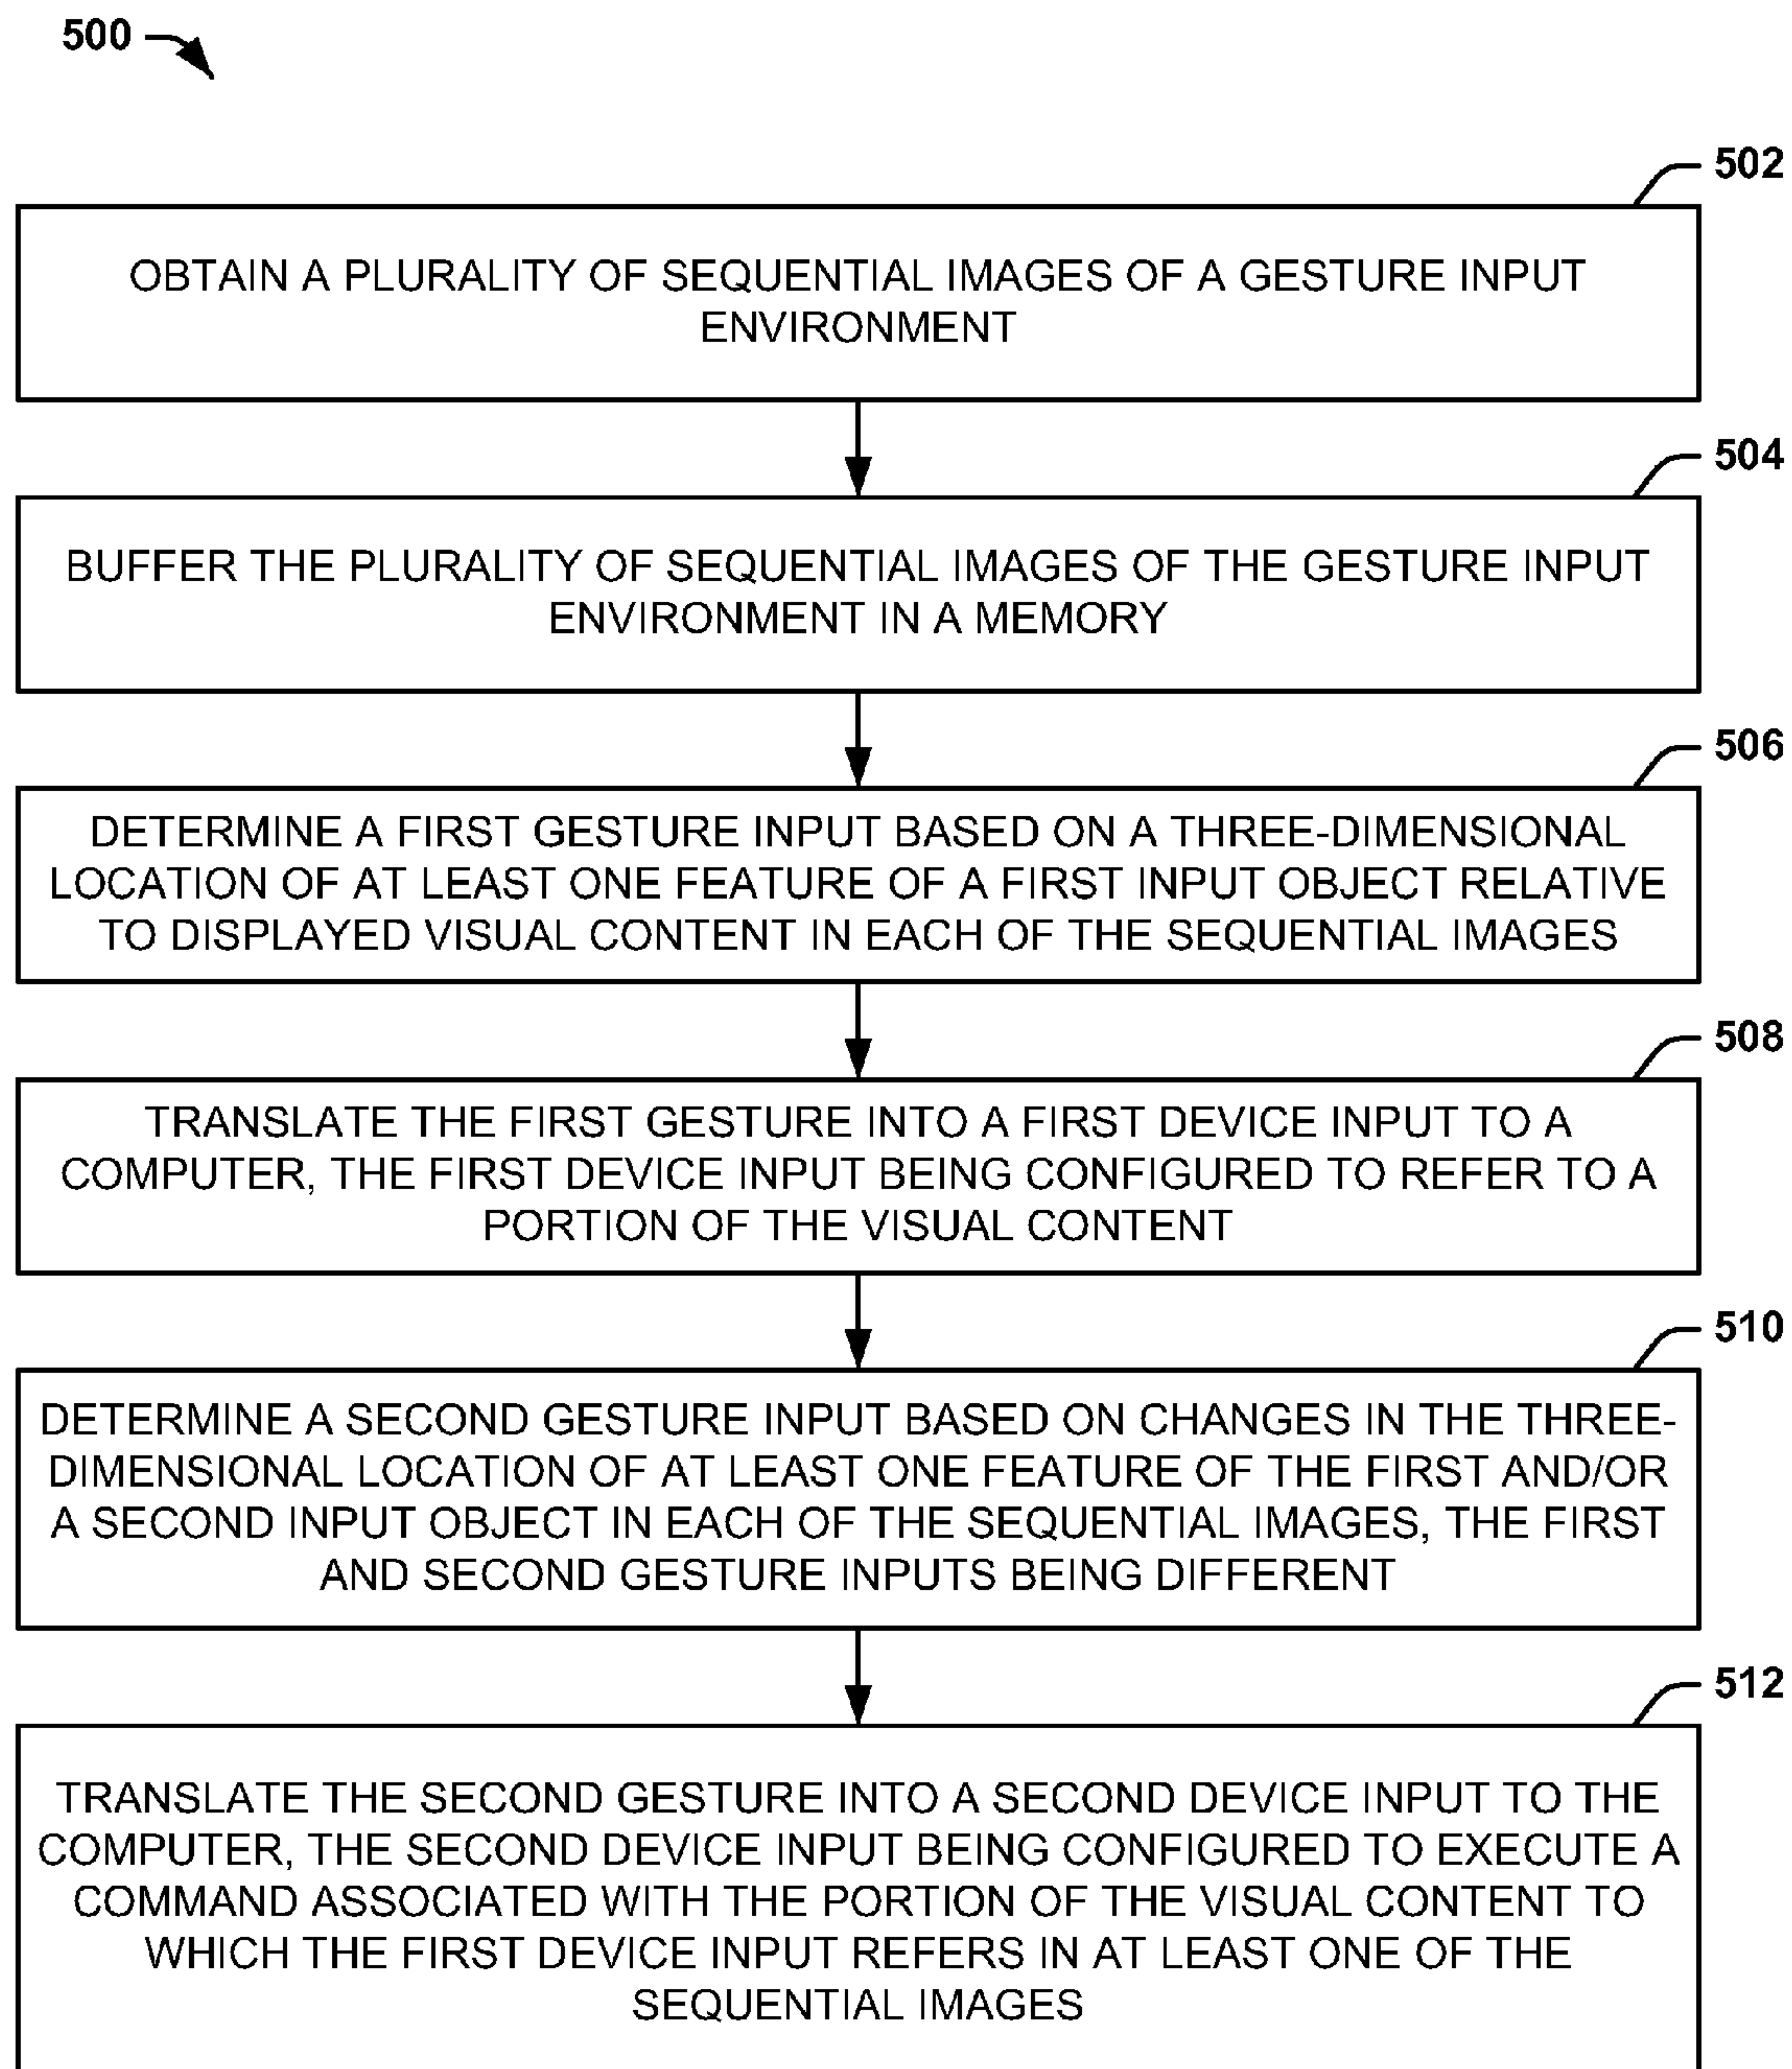 500
502
OBTAIN A PLURALITY OF SEQUENTIAL IMAGES OF A GESTURE INPUT
ENVIRONMENT
504
BUFFER THE PLURALITY OF SEQUENTIAL IMAGES OF THE GESTURE INPUT
ENVIRONMENT IN A MEMORY
506
DETERMINE A FIRST GESTURE INPUT BASED ON A THREE-DIMENSIONAL
LOCATION OF AT LEAST ONE FEATURE OF A FIRST INPUT OBJECT RELATIVE
TO DISPLAYED VISUAL CONTENT IN EACH OF THE SEQUENTIAL IMAGES
508
TRANSLATE THE FIRST GESTURE INTO A FIRST DEVICE INPUT TO A
COMPUTER, THE FIRST DEVICE INPUT BEING CONFIGURED TO REFER TO A
PORTION OF THE VISUAL CONTENT
510
DETERMINE A SECOND GESTURE INPUT BASED ON CHANGES IN THE THREE-
DIMENSIONAL LOCATION OF AT LEAST ONE FEATURE OF THE FIRST AND/OR
A SECOND INPUT OBJECT IN EACH OF THE SEQUENTIAL IMAGES, THE FIRST
AND SECOND GESTURE INPUTS BEING DIFFERENT
512
TRANSLATE THE SECOND GESTURE INTO A SECOND DEVICE INPUT TO THE
COMPUTER, THE SECOND DEVICE INPUT BEING CONFIGURED TO EXECUTE A
COMMAND ASSOCIATED WITH THE PORTION OF THE VISUAL CONTENT TO
WHICH THE FIRST DEVICE INPUT REFERS IN AT LEAST ONE OF THE
SEQUENTIAL IMAGES